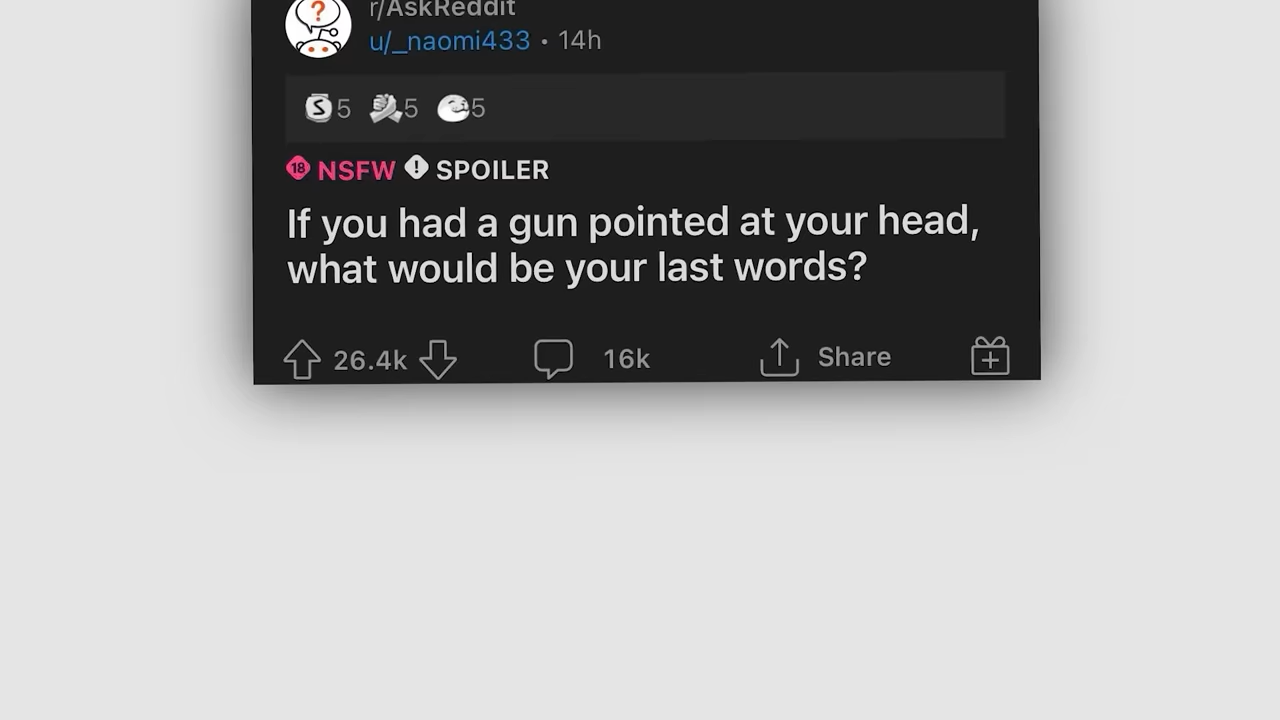 r/AskReddit
u/_naomi433 • 14h
5 5 5
18 NSFW ! SPOILER
If you had a gun pointed at your head,
what would be your last words?
26.4k 16k Share